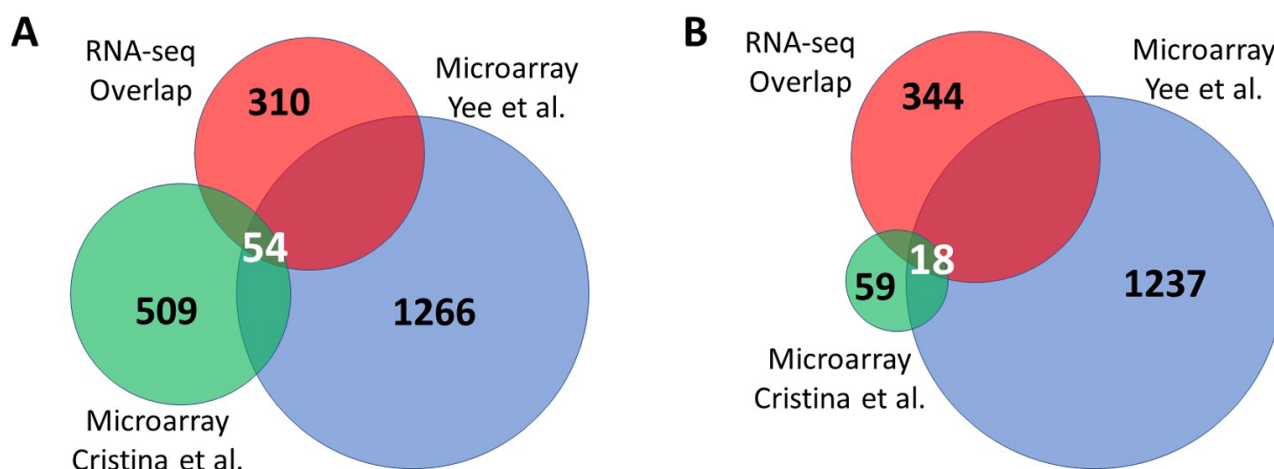 A
RNA-seq
Overlap
310
Microarray
Yee et al.
54
509
1266
Microarray
Cristina et al.
B
RNA-seq
Overlap
344
Microarray
Yee et al.
18
59
1237
Microarray
Cristina et al.